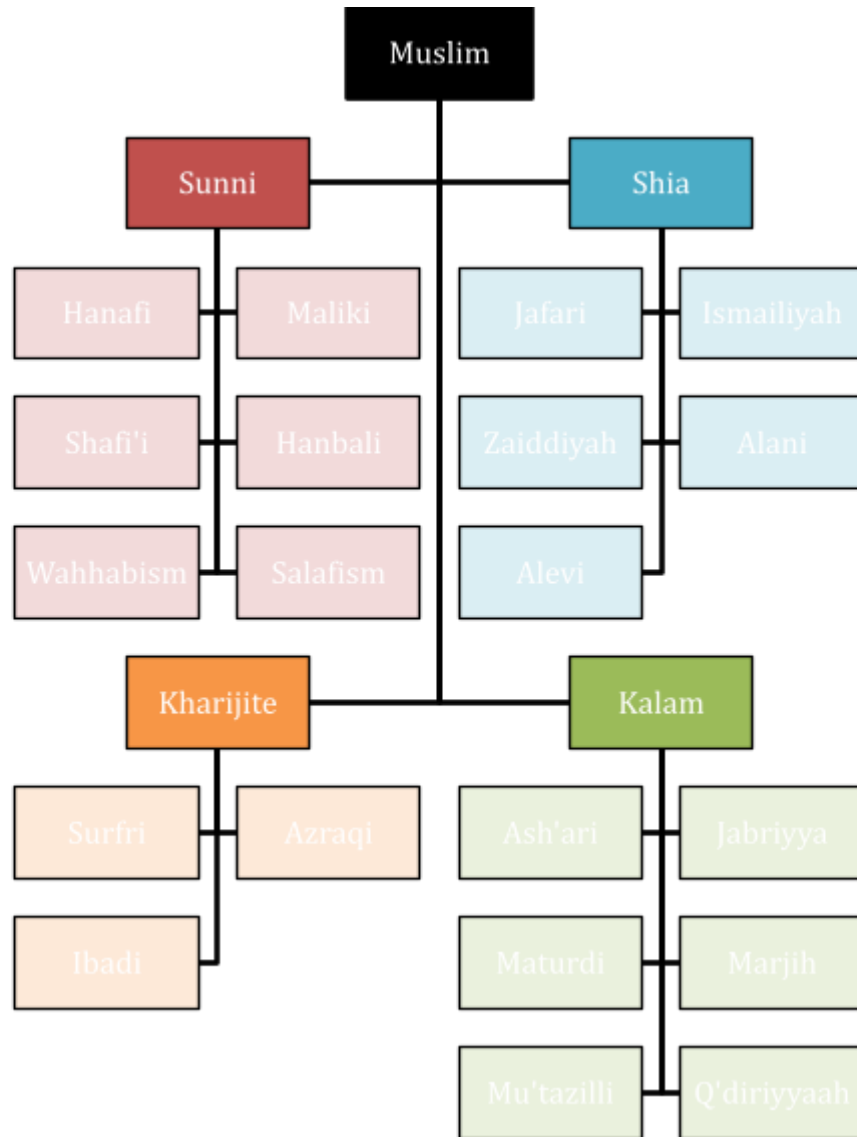 Muslim
Sunni
Shia
Hanafi
Maliki
Jafari
Ismailiyah
Shafi'i
Hanbali
Zaiddiyah
Alani
Wahhabism
Salafism
Alevi
Kharijite
Kalam
Surfri
Azraqi
Ash'ari
Jabriyya
Ibadi
Maturdi
Marjih
Mu'tazilli
Q'diriyyaah